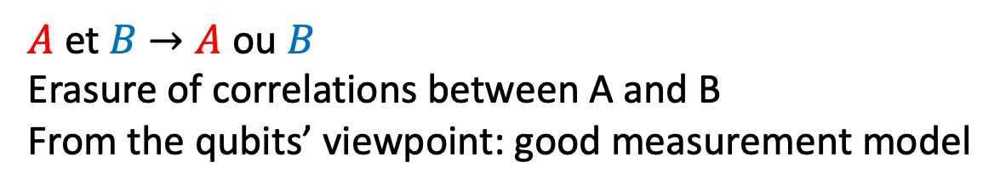 A et B → A ou B
Erasure of correlations between A and B
From the qubits’ viewpoint: good measurement model